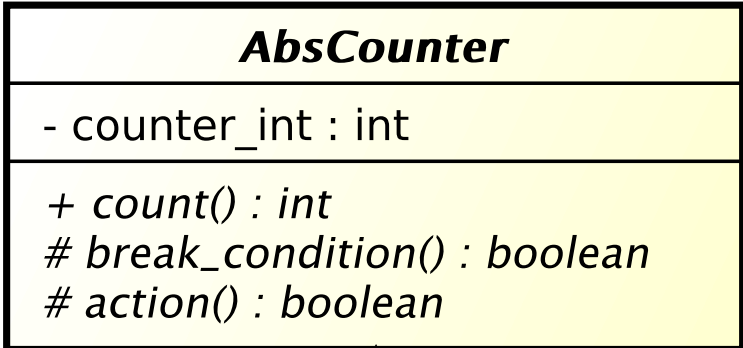 AbsCounter
- counter_int : int
+ count() : int
# break_condition() : boolean
# action() : boolean